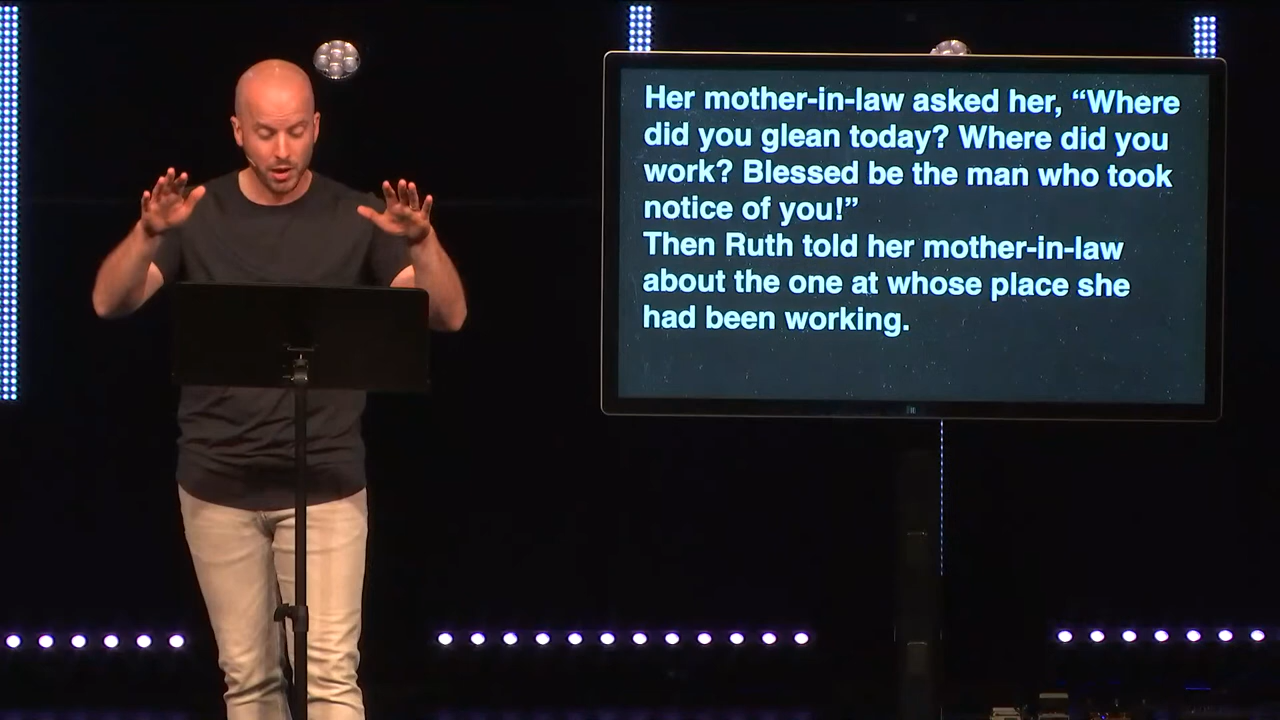 Her mother-in-law asked her, “Where
did you glean today? Where did you
work? Blessed be the man who took
notice of you!”
Then Ruth told her mother-in-law
about the one at whose place she
had been working.